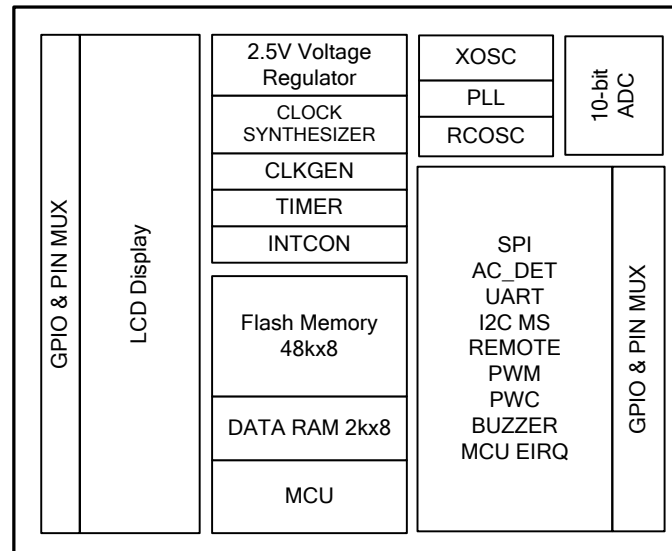 GPIO & PIN MUX
LCD Display
2.5V Voltage
Regulator
CLOCK
SYNTHESIZER
CLKGEN
TIMER
INTCON
Flash Memory
48kx8
DATA RAM 2kx8
MCU
XOSC
PLL
RCOSC
10-bit
ADC
SPI
AC_DET
UART
I2C MS
REMOTE
PWM
PWC
BUZZER
MCU EIRQ
GPIO & PIN MUX